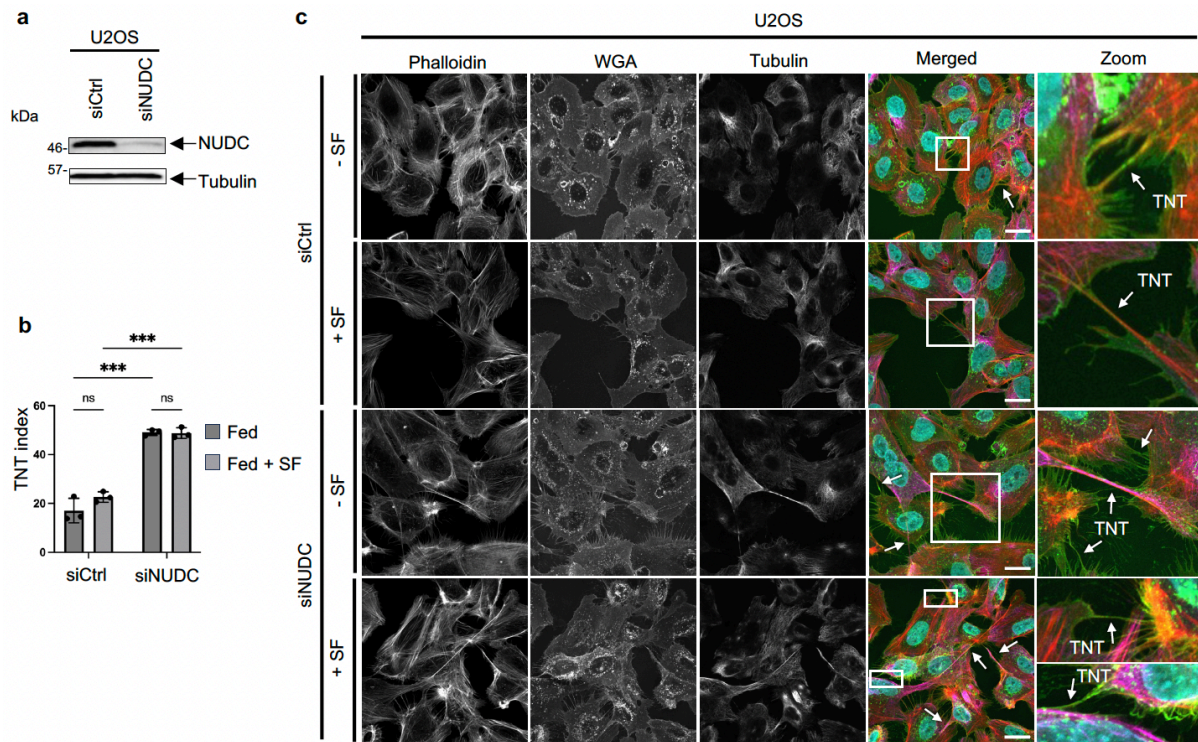 a
U2OS
siCtrl
siNUDC
kDa
46-
NUDC
57-
Tubulin
b
***
***
ns
ns
TNT index
60
40
20
0
siCtrl
siNUDC
Fed
Fed + SF
c
U2OS
Phalloidin
WGA
Tubulin
Merged
Zoom
siCtrl
- SF
TNT
+ SF
TNT
siNUDC
- SF
TNT
+ SF
TNT
TNT